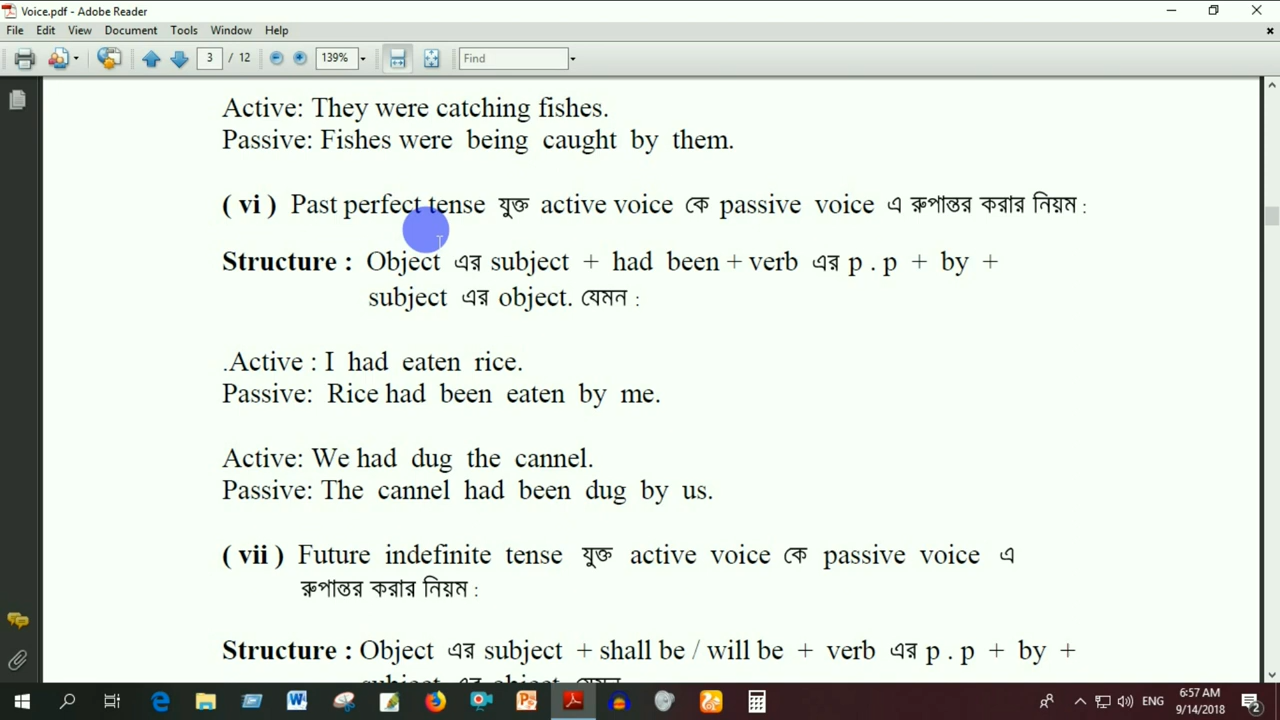 Voice.pdf - Adobe Reader
File Edit View Document Tools Window Help
3 / 12 139% Find
Active: They were catching fishes.
Passive: Fishes were being caught by them.
( vi ) Past perfect tense যুক্ত active voice কে passive voice এ রুপান্তর করার নিয়ম :
Structure : Object এর subject + had been + verb এর p . p + by +
subject এর object. যেমন :
.Active : I had eaten rice.
Passive: Rice had been eaten by me.
Active: We had dug the cannel.
Passive: The cannel had been dug by us.
( vii ) Future indefinite tense যুক্ত active voice কে passive voice এ
রুপান্তর করার নিয়ম :
Structure : Object এর subject + shall be / will be + verb এর p . p + by +
ENG
6:57 AM
9/14/2018
2